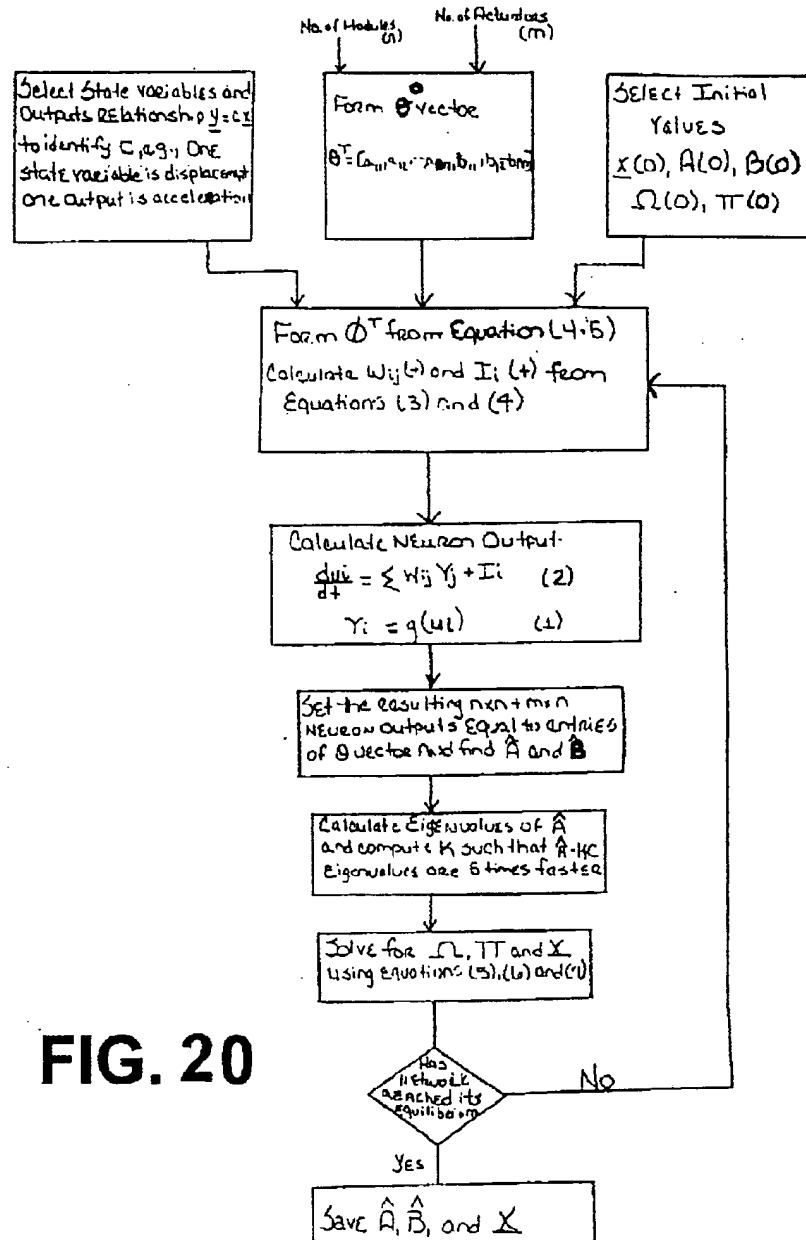 No. of Modules
(n)
No. of Actuators
(m)
Select State variables and
Outputs Relationship y=cx
to identify C, e.g., One
state variable is displacement
one output is acceleration
Form θ vector
SELECT Initial
Values
x(0), A(0), B(0)
Ω(0), Π(0)
Form Φᵀ from Equation (4.5)
Calculate Wij(t) and Ii(t) from
Equations (3) and (4)
Calculate NEURON OUTPUT.
dui/dt = Σ Wij Yj + Ii (2)
Yi = g(ui) (1)
Set the resulting nxn + mxn
NEURON Outputs Equal to entries
of θ vector and find Â and B̂
Calculate Eigenvalues of Â
and compute K such that Â-KC
Eigenvalues are 5 times faster
Solve for Ω, Π and X
using Equations (5), (6) and (7)
Has
Network
REACHED its
Equilibrium
No
YES
Save Â, B̂, and X
FIG. 20